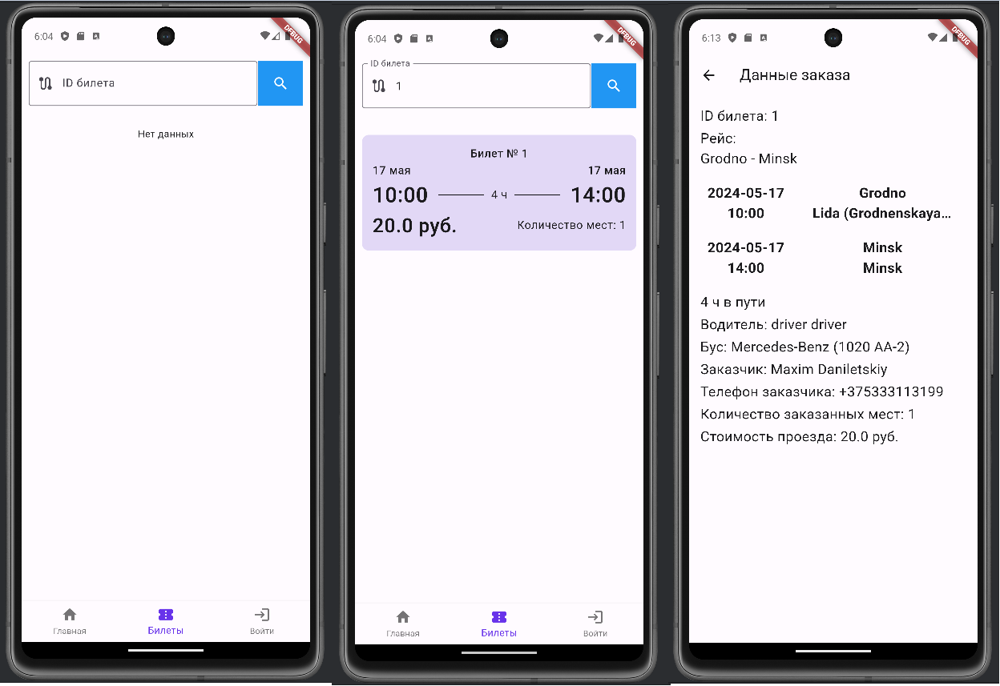 6:04
DEBUG
ID билета
Нет данных
Главная
Билеты
Войти
6:04
DEBUG
ID билета
1
Билет № 1
17 мая 17 мая
10:00 4 ч 14:00
20.0 руб. Количество мест: 1
Главная
Билеты
Войти
6:13
DEBUG
Данные заказа
ID билета: 1
Рейс:
Grodno - Minsk
2024-05-17 Grodno
10:00 Lida (Grodnenskaya...
2024-05-17 Minsk
14:00 Minsk
4 ч в пути
Водитель: driver driver
Бус: Mercedes-Benz (1020 AA-2)
Заказчик: Maxim Daniletskiy
Телефон заказчика: +375333113199
Количество заказанных мест: 1
Стоимость проезда: 20.0 руб.